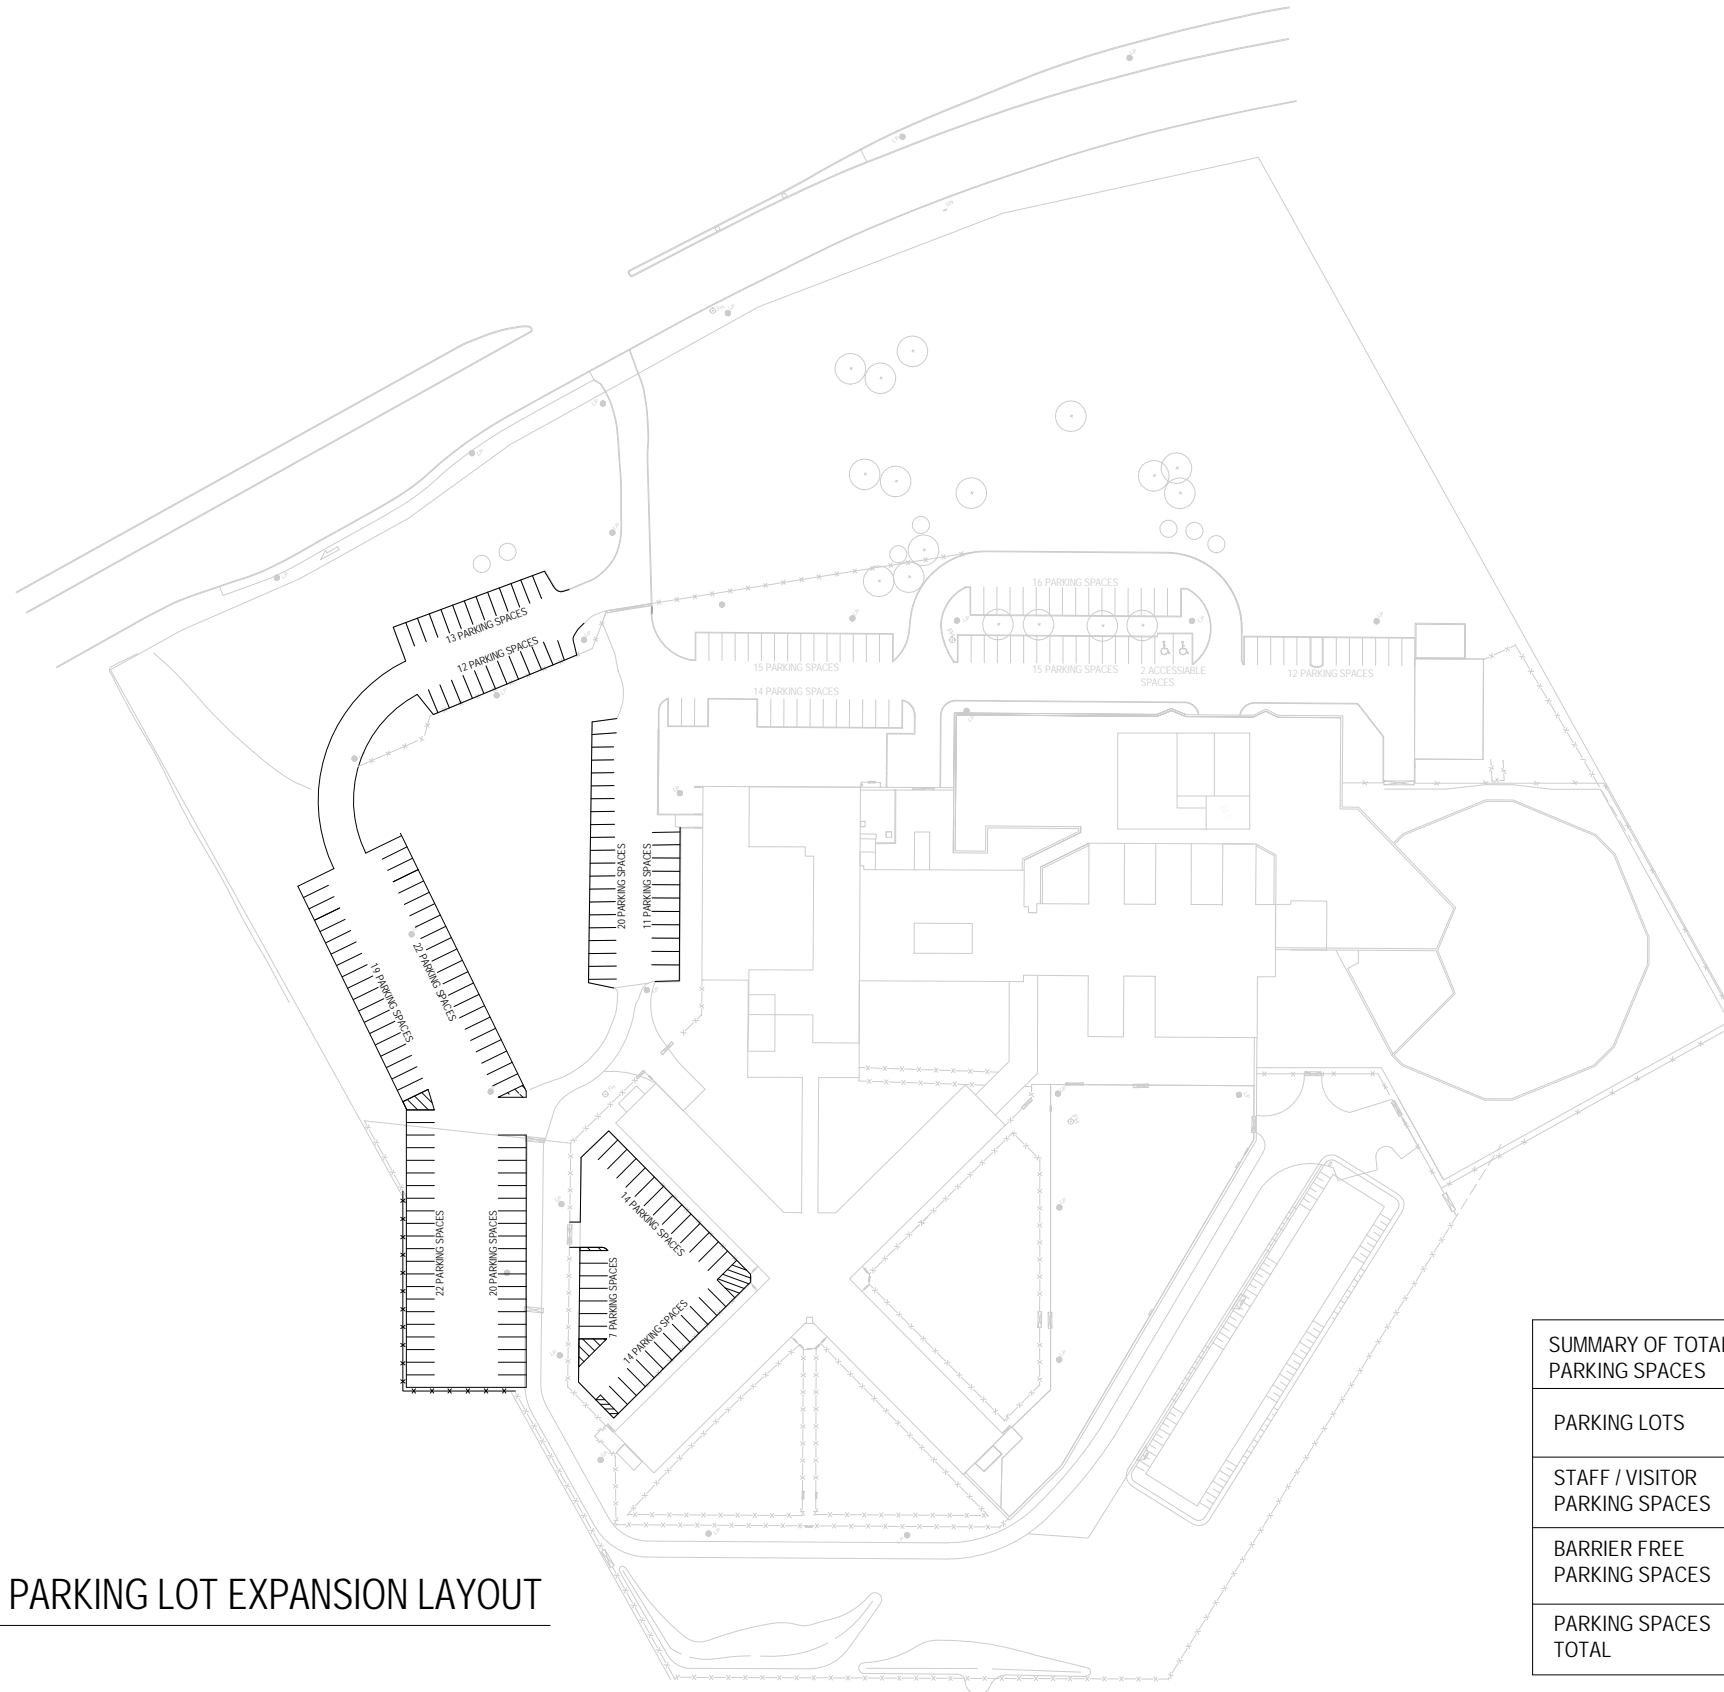 16 PARKING SPACES
13 PARKING SPACES
12 PARKING SPACES
15 PARKING SPACES
15 PARKING SPACES
2 ACCESSIABLE
SPACES
12 PARKING SPACES
14 PARKING SPACES
20 PARKING SPACES
11 PARKING SPACES
22 PARKING SPACES
19 PARKING SPACES
14 PARKING SPACES
22 PARKING SPACES
20 PARKING SPACES
7 PARKING SPACES
14 PARKING SPACES
SUMMARY OF TOTAL
PARKING SPACES
PARKING LOTS
STAFF / VISITOR
PARKING SPACES
BARRIER FREE
PARKING SPACES
PARKING SPACES
TOTAL
PARKING LOT EXPANSION LAYOUT